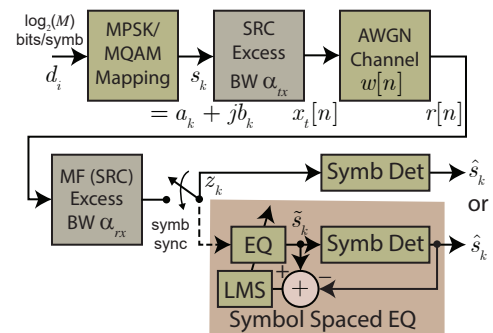 log₂(M)
bits/symb
dᵢ
MPSK/
MQAM
Mapping
sₖ
= aₖ + jbₖ
SRC
Excess
BW αₜₓ
xₜ[n]
AWGN
Channel
w[n]
r[n]
MF (SRC)
Excess
BW αᵣₓ
symb
sync
zₖ
Symb Det
ŝₖ
or
EQ
s̃ₖ
Symb Det
ŝₖ
LMS
+
+
−
Symbol Spaced EQ